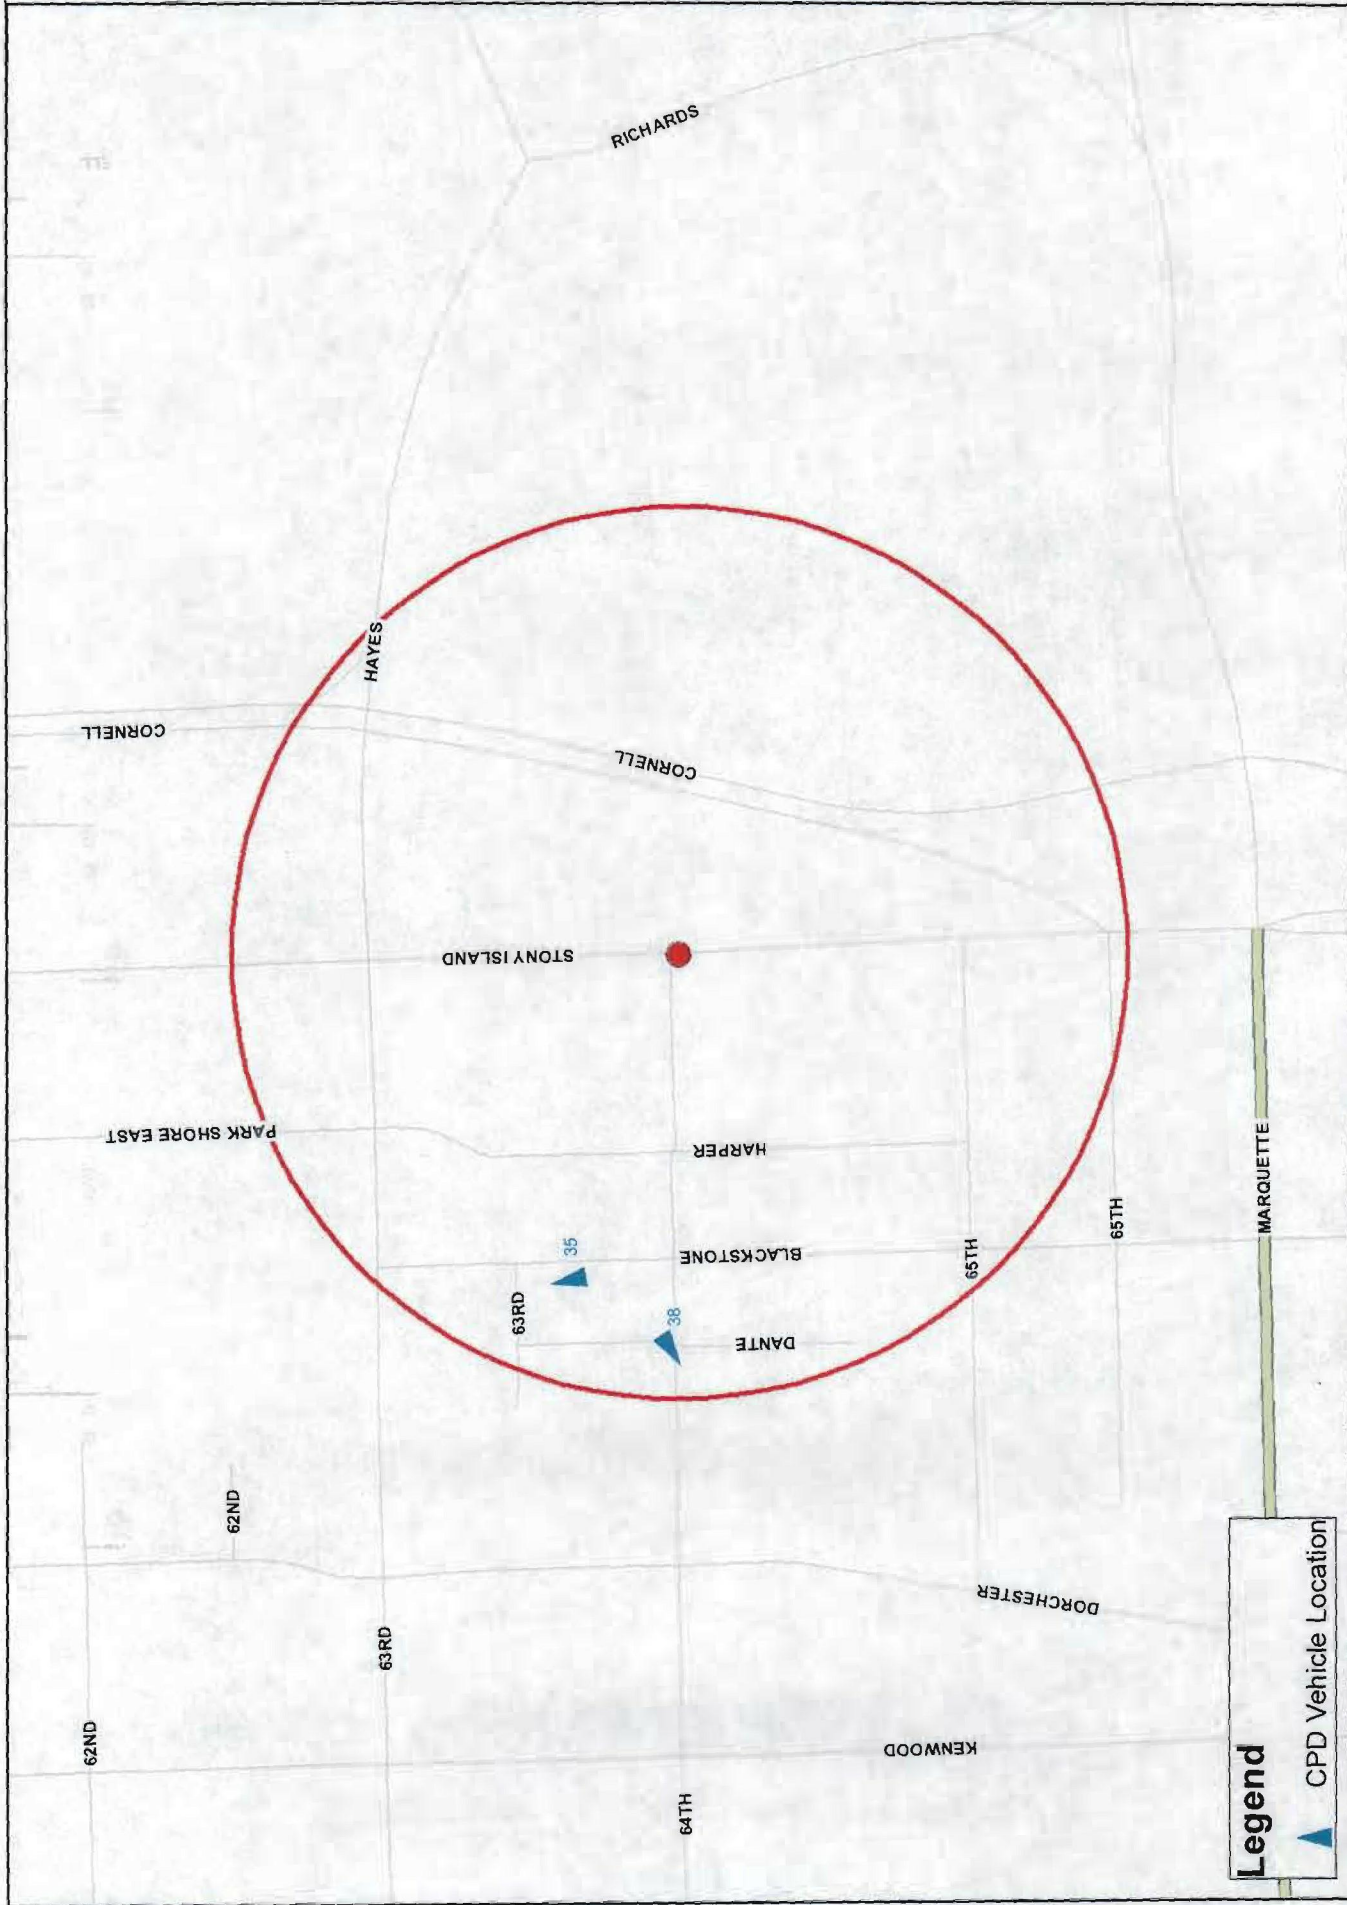 62ND
62ND
63RD
63RD
64TH
65TH
65TH
CORNELL
CORNELL
HAYES
RICHARDS
STONY ISLAND
PARK SHORE EAST
HARPER
BLACKSTONE
DANTE
35
38
DORCHESTER
KENWOOD
MARQUETTE
Legend
CPD Vehicle Location